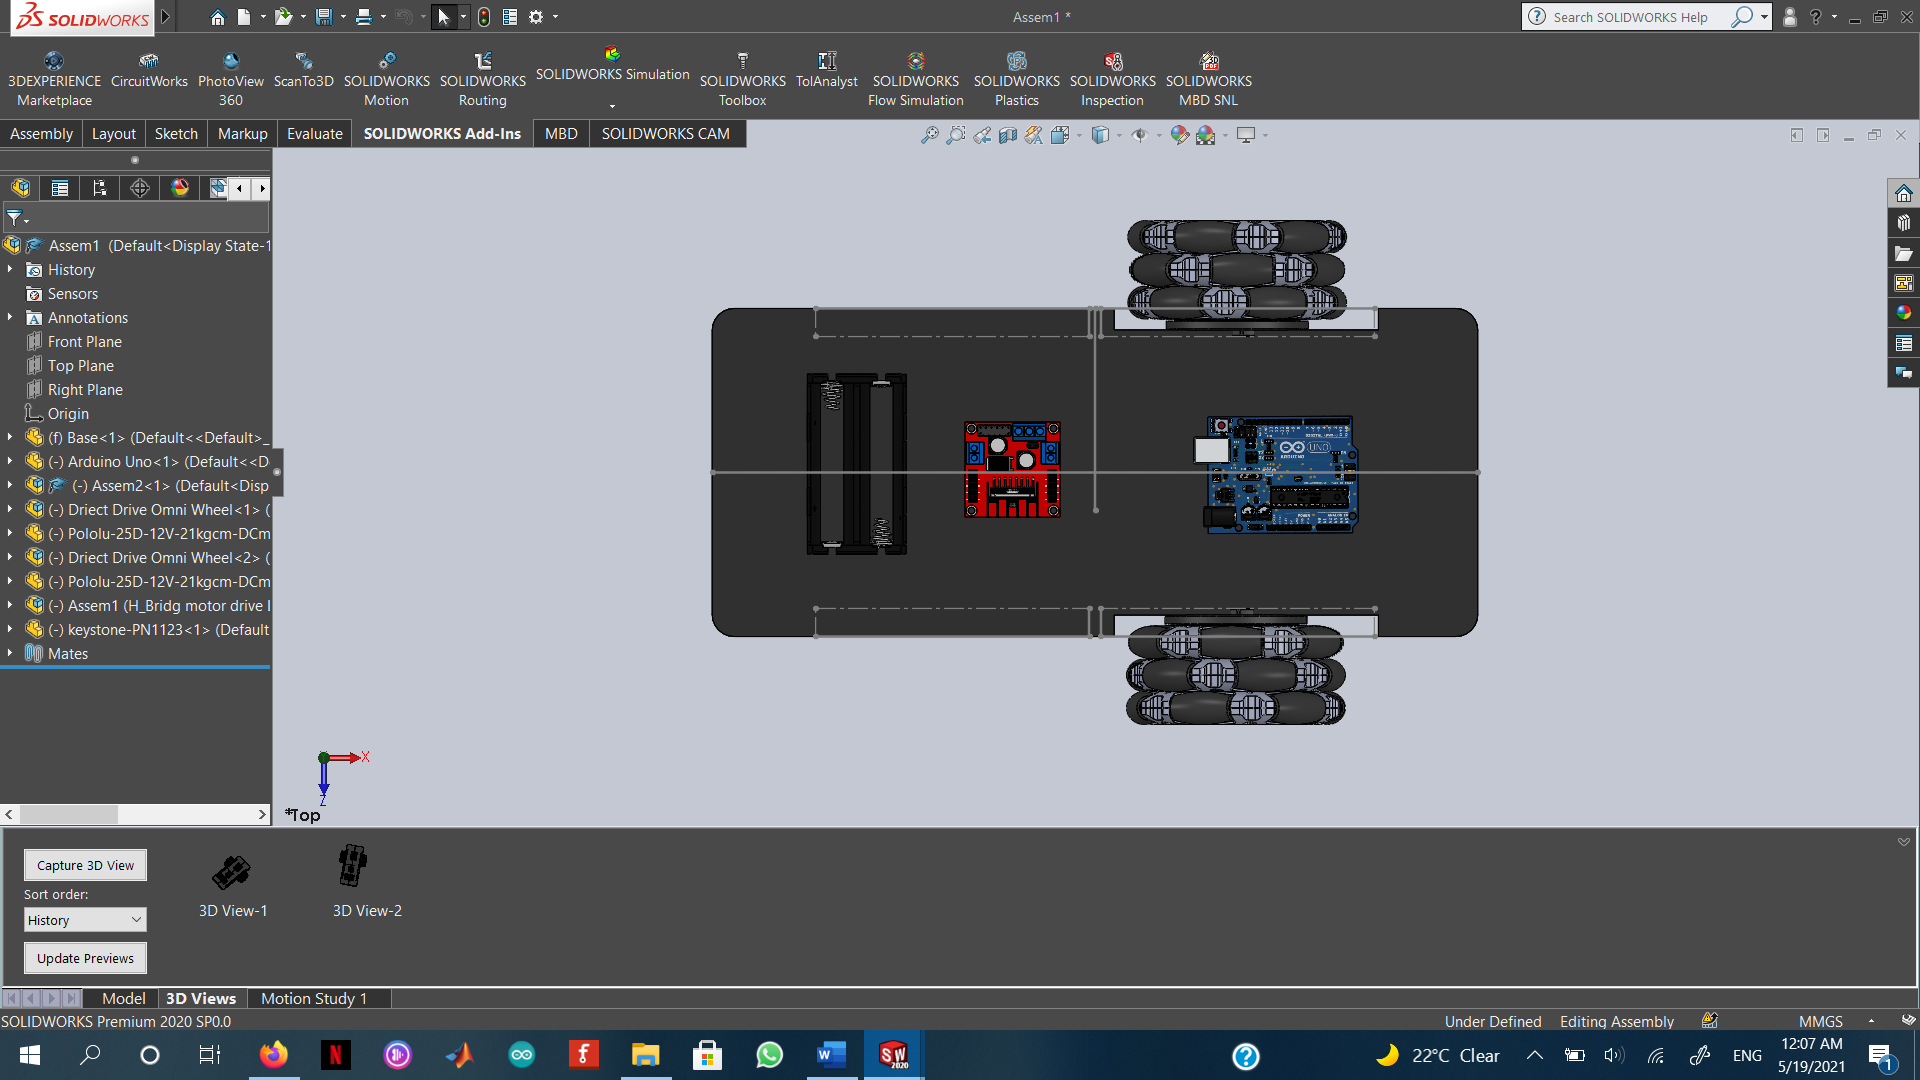 SOLIDWORKS
Assem1 *
Search SOLIDWORKS Help
3DEXPERIENCE Marketplace
CircuitWorks
PhotoView 360
ScanTo3D
SOLIDWORKS Motion
SOLIDWORKS Routing
SOLIDWORKS Simulation
SOLIDWORKS Toolbox
TolAnalyst
SOLIDWORKS Flow Simulation
SOLIDWORKS Plastics
SOLIDWORKS Inspection
SOLIDWORKS MBD SNL
Assembly
Layout
Sketch
Markup
Evaluate
SOLIDWORKS Add-Ins
MBD
SOLIDWORKS CAM
Assem1 (Default<Display State-1
History
Sensors
Annotations
Front Plane
Top Plane
Right Plane
Origin
(f) Base<1> (Default<<Default>_
(-) Arduino Uno<1> (Default<<D
(-) Assem2<1> (Default<Disp
(-) Driect Drive Omni Wheel<1> (
(-) Pololu-25D-12V-21kgcm-DCm
(-) Driect Drive Omni Wheel<2> (
(-) Pololu-25D-12V-21kgcm-DCm
(-) Assem1 (H_Bridg motor drive I
(-) keystone-PN1123<1> (Default
Mates
UNO
ARDUINO
X
Z
*Top
Capture 3D View
Sort order:
History
Update Previews
3D View-1
3D View-2
Model
3D Views
Motion Study 1
SOLIDWORKS Premium 2020 SP0.0
Under Defined
Editing Assembly
MMGS
22°C Clear
ENG
12:07 AM
5/19/2021
1